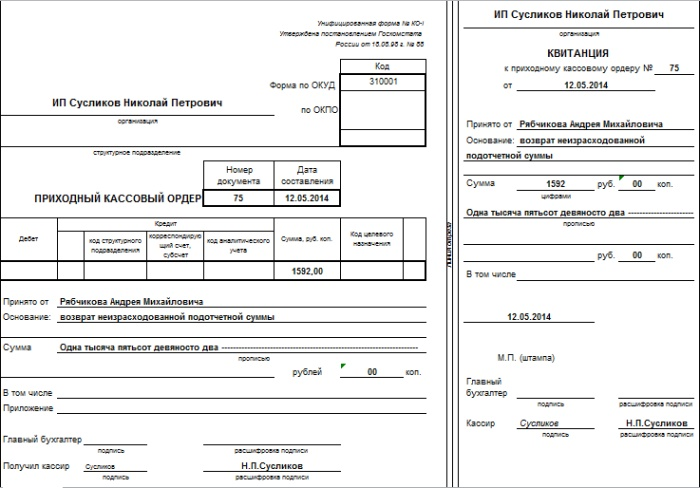 Унифицированная форма № КО-1
Утверждена постановлением Госкомстата
России от 18.08.98 г. № 88
Код
Форма по ОКУД 310001
ИП Сусликов Николай Петрович
по ОКПО
организация
структурное подразделение
Номер документа
Дата составления
ПРИХОДНЫЙ КАССОВЫЙ ОРДЕР 75 12.05.2014
Дебет
Кредит
код структурного подразделения
корреспондирую
щий счет,
субсчет
код аналитического учета
Сумма, руб. коп.
Код целевого назначения
1592,00
Принято от Рябчикова Андрея Михайловича
Основание: возврат неизрасходованной подотчетной суммы
Сумма Одна тысяча пятьсот девяносто два
прописью
рублей 00 коп.
В том числе
Приложение
Главный бухгалтер
подпись расшифровка подписи
Получил кассир Сусликов Н.П.Сусликов
подпись расшифровка подписи
ИП Сусликов Николай Петрович
организация
КВИТАНЦИЯ
к приходному кассовому ордеру № 75
от 12.05.2014
Принято от Рябчикова Андрея Михайловича
Основание: возврат неизрасходованной
подотчетной суммы
Сумма 1592 руб. 00 коп.
цифрами
Одна тысяча пятьсот девяносто два
прописью
руб. 00 коп.
В том числе
12.05.2014
М.П. (штампа)
Главный
бухгалтер
подпись расшифровка подписи
Кассир Сусликов Н.П.Сусликов
подпись расшифровка подписи